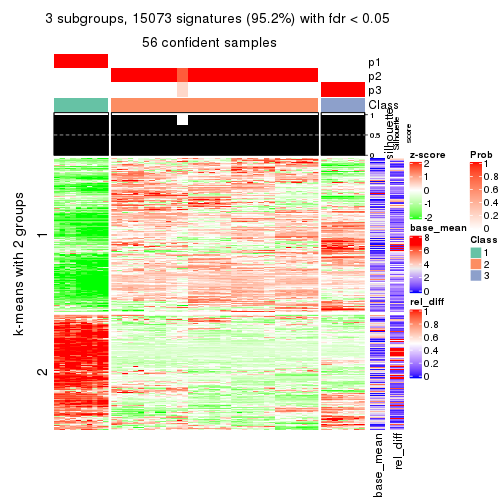 3 subgroups, 15073 signatures (95.2%) with fdr < 0.05
56 confident samples
p1
p2
p3
Class
1
0.5
0
silhouette
Silhouette
score
k-means with 2 groups
1
2
base_mean
rel_diff
z-score
2
1
0
-1
-2
base_mean
8
6
4
2
0
rel_diff
1
0.8
0.6
0.4
0.2
0
Prob
1
0.8
0.6
0.4
0.2
0
Class
1
2
3